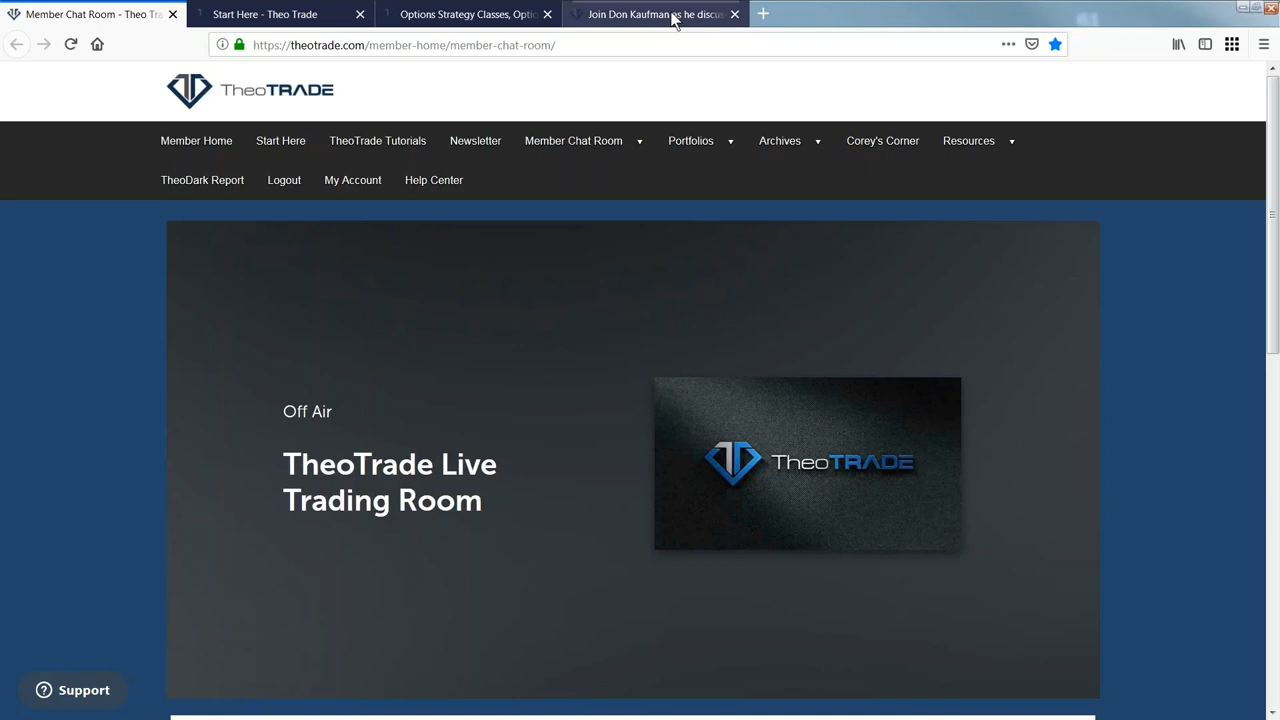 Member Chat Room - Theo Tra
Start Here - Theo Trade
Options Strategy Classes, Optio
Join Don Kaufman as he discus
https://theotrade.com/member-home/member-chat-room/
TheoTRADE
Member Home
Start Here
TheoTrade Tutorials
Newsletter
Member Chat Room
Portfolios
Archives
Corey's Corner
Resources
TheoDark Report
Logout
My Account
Help Center
Off Air
TheoTrade Live
Trading Room
TheoTRADE
Support